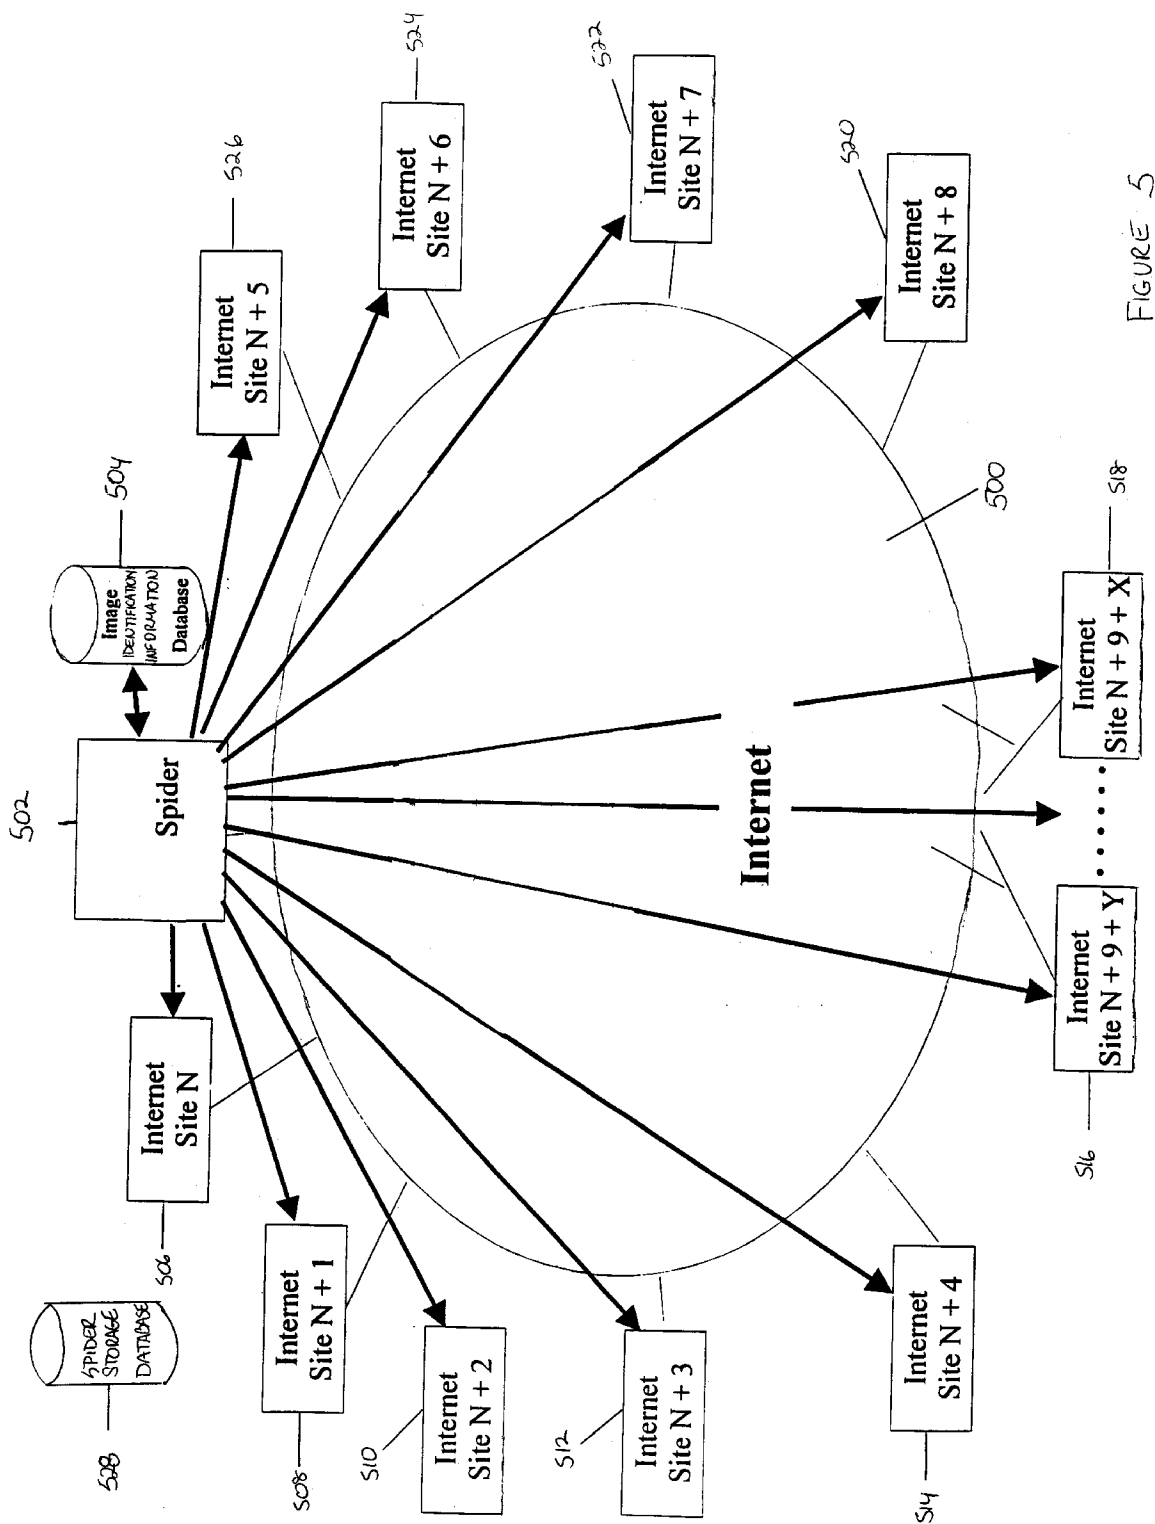 502
Spider
504
Image
IDENTIFICATION
INFORMATION
Database
528
SPIDER
STORAGE
DATABASE
506
Internet
Site N
508
Internet
Site N + 1
510
Internet
Site N + 2
512
Internet
Site N + 3
514
Internet
Site N + 4
526
Internet
Site N + 5
524
Internet
Site N + 6
522
Internet
Site N + 7
520
Internet
Site N + 8
Internet
500
516
Internet
Site N + 9 + Y
......
518
Internet
Site N + 9 + X
FIGURE 5